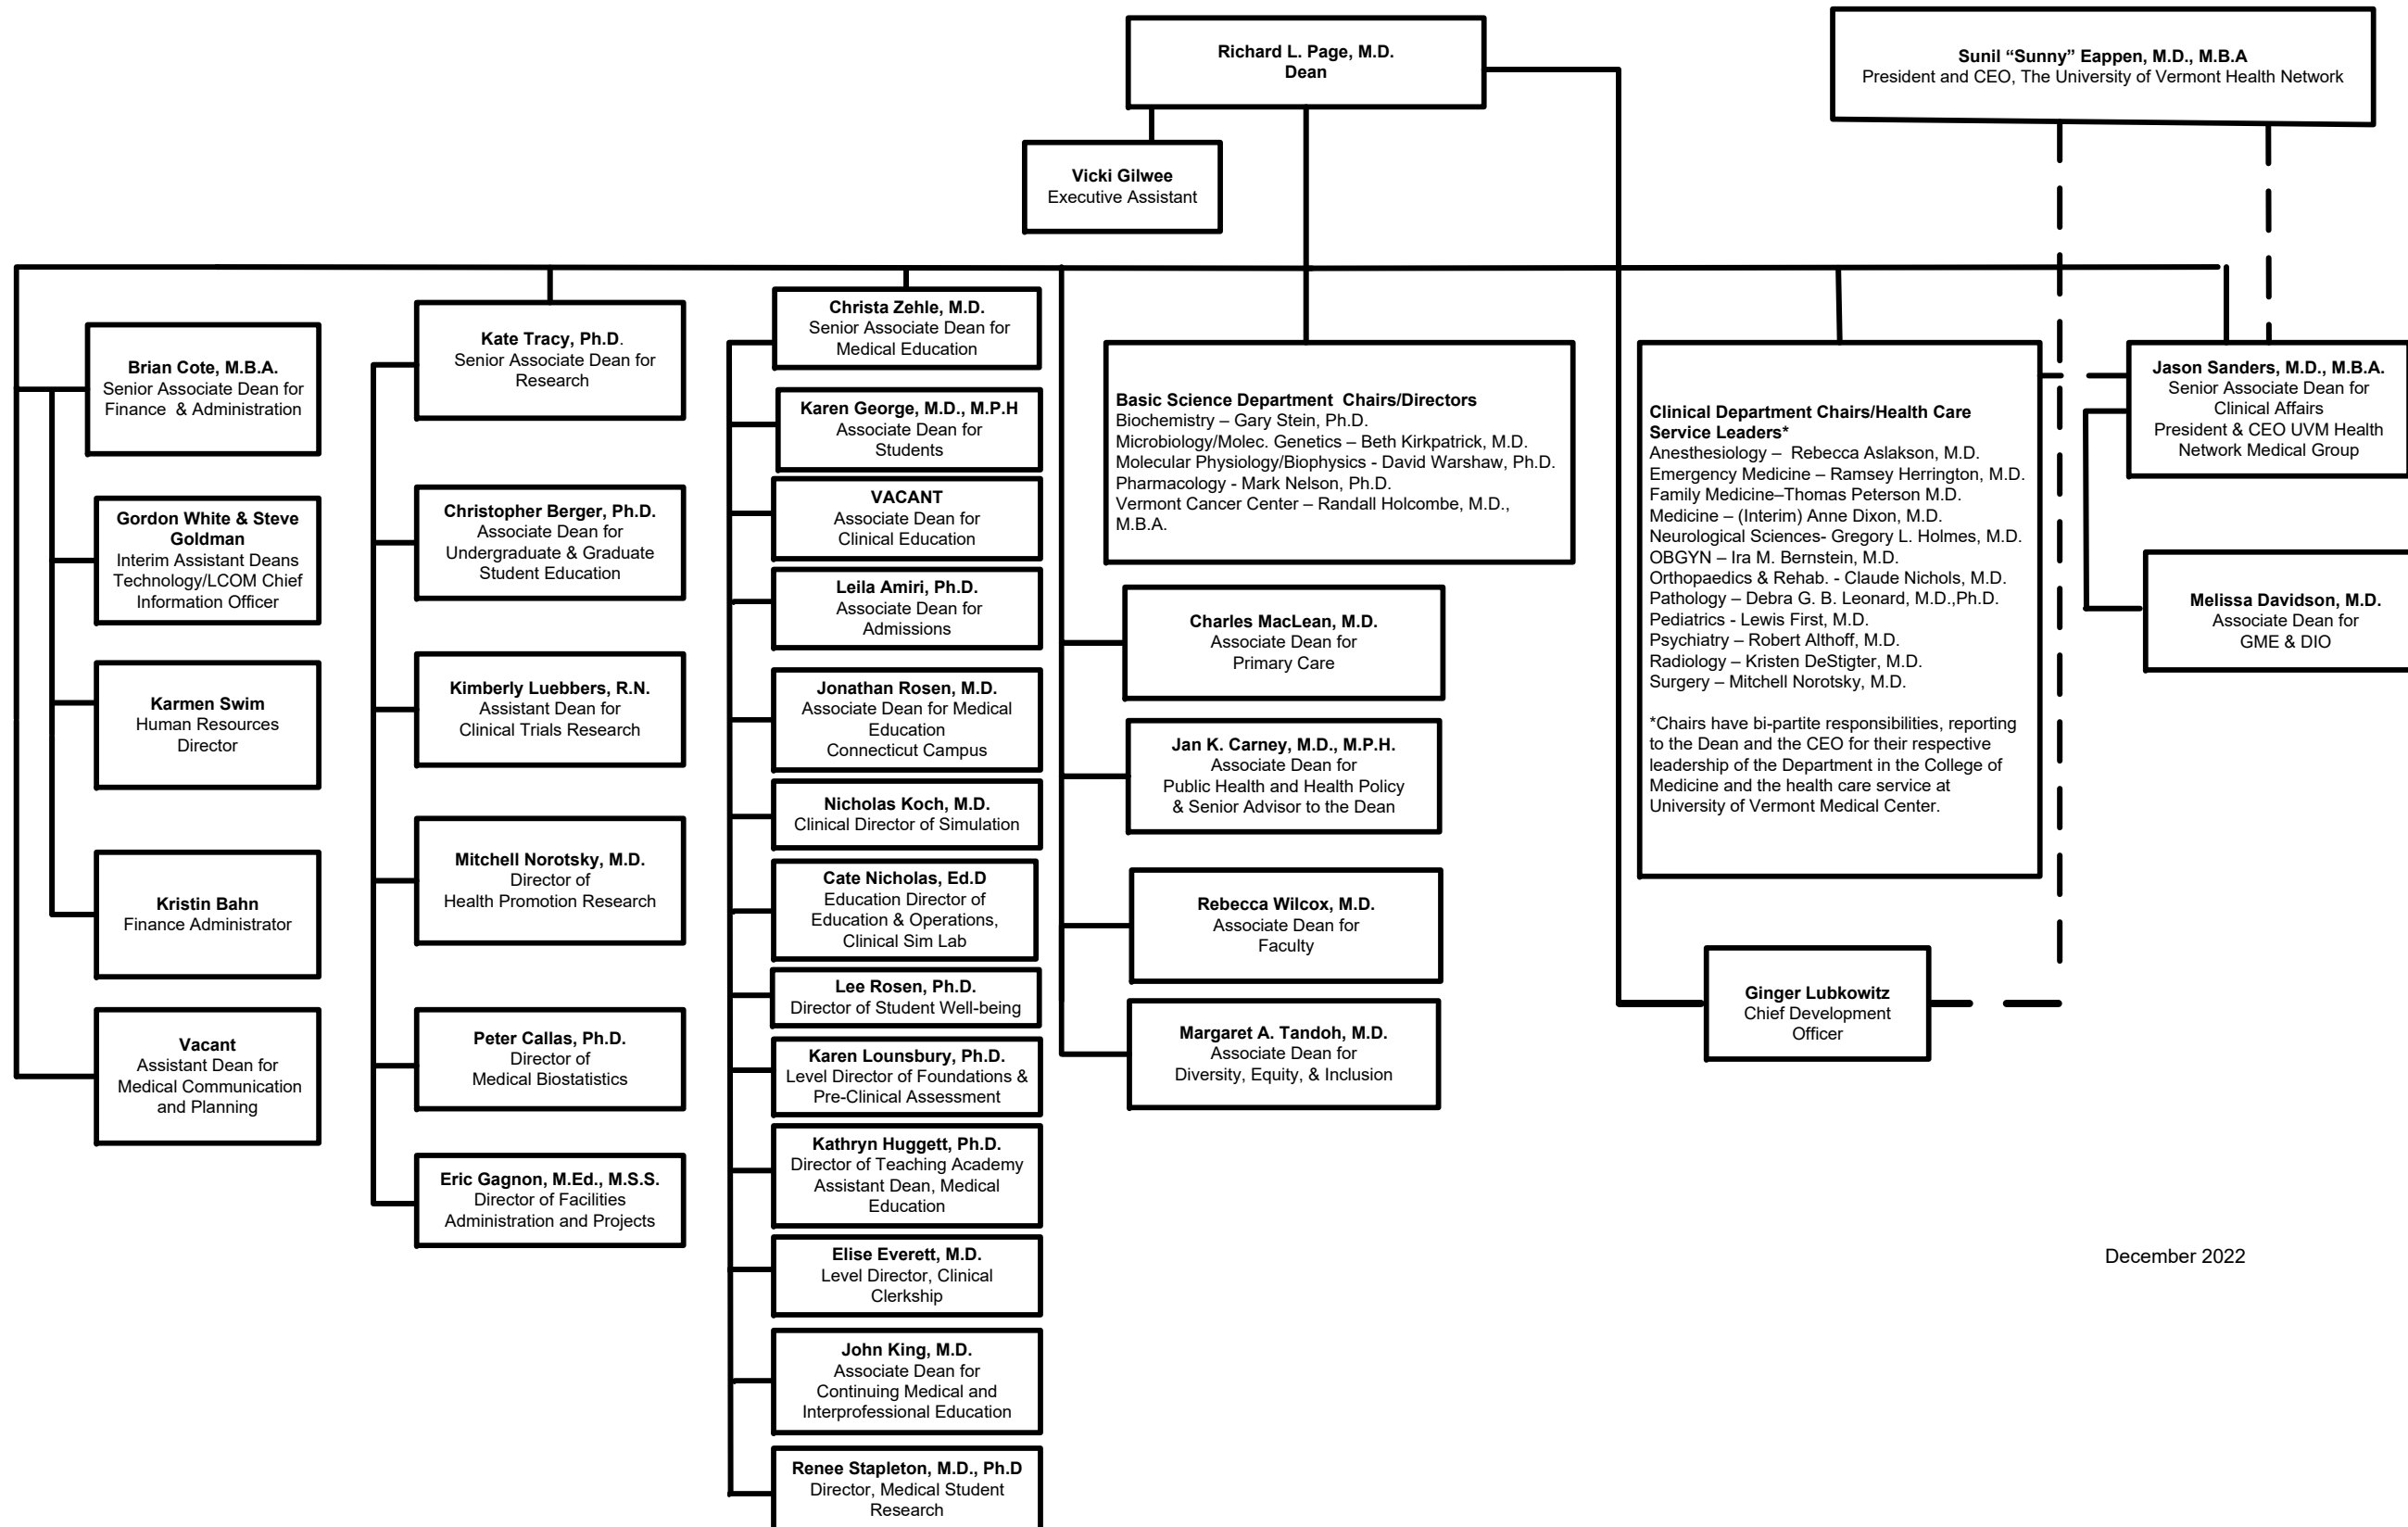 Richard L. Page, M.D.
Dean
Sunil “Sunny” Eappen, M.D., M.B.A
President and CEO, The University of Vermont Health Network
Vicki Gilwee
Executive Assistant
Brian Cote, M.B.A.
Senior Associate Dean for
Finance & Administration
Gordon White & Steve
Goldman
Interim Assistant Deans
Technology/LCOM Chief
Information Officer
Karmen Swim
Human Resources
Director
Kristin Bahn
Finance Administrator
Vacant
Assistant Dean for
Medical Communication
and Planning
Kate Tracy, Ph.D.
Senior Associate Dean for
Research
Christopher Berger, Ph.D.
Associate Dean for
Undergraduate & Graduate
Student Education
Kimberly Luebbers, R.N.
Assistant Dean for
Clinical Trials Research
Mitchell Norotsky, M.D.
Director of
Health Promotion Research
Peter Callas, Ph.D.
Director of
Medical Biostatistics
Eric Gagnon, M.Ed., M.S.S.
Director of Facilities
Administration and Projects
Christa Zehle, M.D.
Senior Associate Dean for
Medical Education
Karen George, M.D., M.P.H
Associate Dean for
Students
VACANT
Associate Dean for
Clinical Education
Leila Amiri, Ph.D.
Associate Dean for
Admissions
Jonathan Rosen, M.D.
Associate Dean for Medical
Education
Connecticut Campus
Nicholas Koch, M.D.
Clinical Director of Simulation
Cate Nicholas, Ed.D
Education Director of
Education & Operations,
Clinical Sim Lab
Lee Rosen, Ph.D.
Director of Student Well-being
Karen Lounsbury, Ph.D.
Level Director of Foundations &
Pre-Clinical Assessment
Kathryn Huggett, Ph.D.
Director of Teaching Academy
Assistant Dean, Medical
Education
Elise Everett, M.D.
Level Director, Clinical
Clerkship
John King, M.D.
Associate Dean for
Continuing Medical and
Interprofessional Education
Renee Stapleton, M.D., Ph.D
Director, Medical Student
Research
Basic Science Department  Chairs/Directors
Biochemistry – Gary Stein, Ph.D.
Microbiology/Molec. Genetics – Beth Kirkpatrick, M.D.
Molecular Physiology/Biophysics - David Warshaw, Ph.D.
Pharmacology - Mark Nelson, Ph.D.
Vermont Cancer Center – Randall Holcombe, M.D.,
M.B.A.
Charles MacLean, M.D.
Associate Dean for
Primary Care
Jan K. Carney, M.D., M.P.H.
Associate Dean for
Public Health and Health Policy
& Senior Advisor to the Dean
Rebecca Wilcox, M.D.
Associate Dean for
Faculty
Margaret A. Tandoh, M.D.
Associate Dean for
Diversity, Equity, & Inclusion
Clinical Department Chairs/Health Care
Service Leaders*
Anesthesiology –  Rebecca Aslakson, M.D.
Emergency Medicine – Ramsey Herrington, M.D.
Family Medicine–Thomas Peterson M.D.
Medicine – (Interim) Anne Dixon, M.D.
Neurological Sciences- Gregory L. Holmes, M.D.
OBGYN – Ira M. Bernstein, M.D.
Orthopaedics & Rehab. - Claude Nichols, M.D.
Pathology – Debra G. B. Leonard, M.D.,Ph.D.
Pediatrics - Lewis First, M.D.
Psychiatry – Robert Althoff, M.D.
Radiology – Kristen DeStigter, M.D.
Surgery – Mitchell Norotsky, M.D.
*Chairs have bi-partite responsibilities, reporting
to the Dean and the CEO for their respective
leadership of the Department in the College of
Medicine and the health care service at
University of Vermont Medical Center.
Ginger Lubkowitz
Chief Development
Officer
Jason Sanders, M.D., M.B.A.
Senior Associate Dean for
Clinical Affairs
President & CEO UVM Health
Network Medical Group
Melissa Davidson, M.D.
Associate Dean for
GME & DIO
December 2022